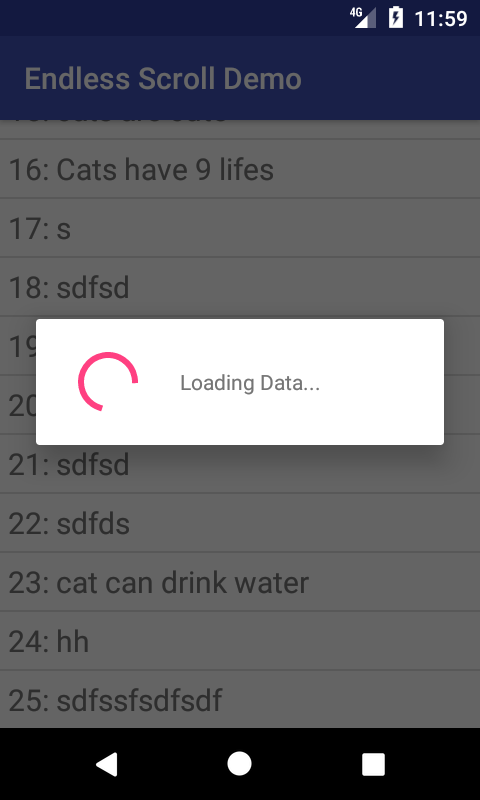 4G 11:59
Endless Scroll Demo
16: Cats have 9 lifes
17: s
18: sdfsd
19
Loading Data...
20
21: sdfsd
22: sdfds
23: cat can drink water
24: hh
25: sdfssfsdfsdf